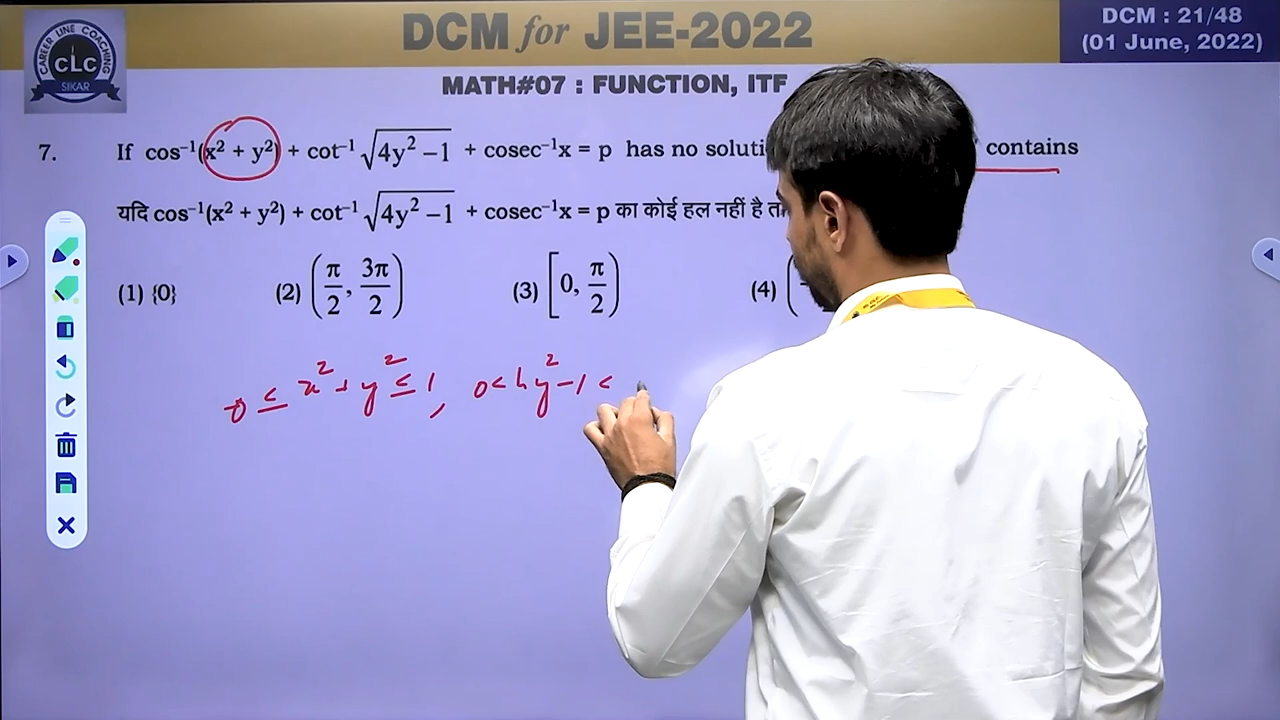 CAREER LINE COACHING
CLC
SIKAR
DCM for JEE-2022
DCM : 21/48
(01 June, 2022)
MATH#07 : FUNCTION, ITF
7. If cos⁻¹(x² + y²) + cot⁻¹ √(4y² – 1) + cosec⁻¹x = p has no contains
यदि cos⁻¹(x² + y²) + cot⁻¹ √(4y² – 1) + cosec⁻¹x = p का कोई हल नहीं है
(1) {0} (2) (π/2, 3π/2) (3) [0, π/2) (4) (
0 ≤ x² + y² ≤ 1, 0 < 4y² – 1 <